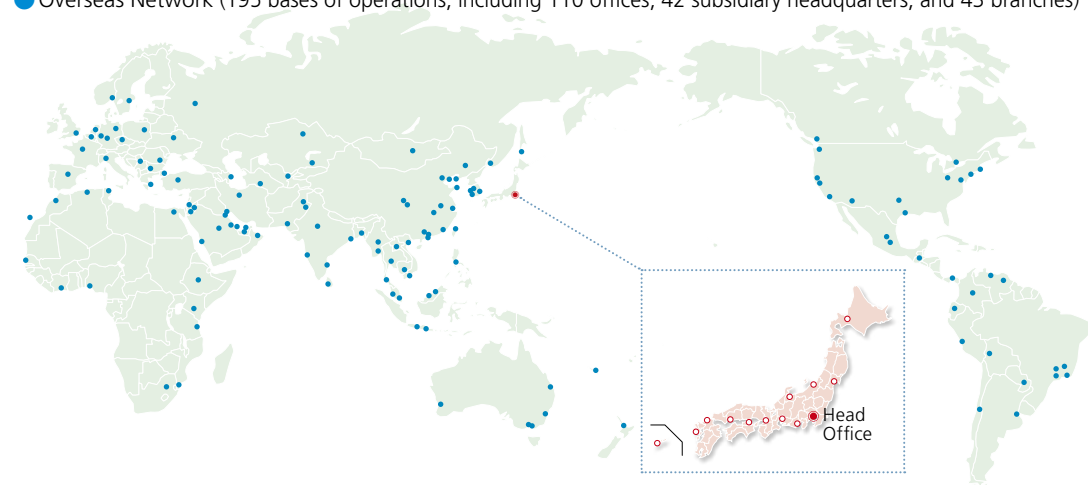 Overseas Network (195 bases of operations, including 110 offices, 42 subsidiary headquarters, and 43 branches)
Head
Office